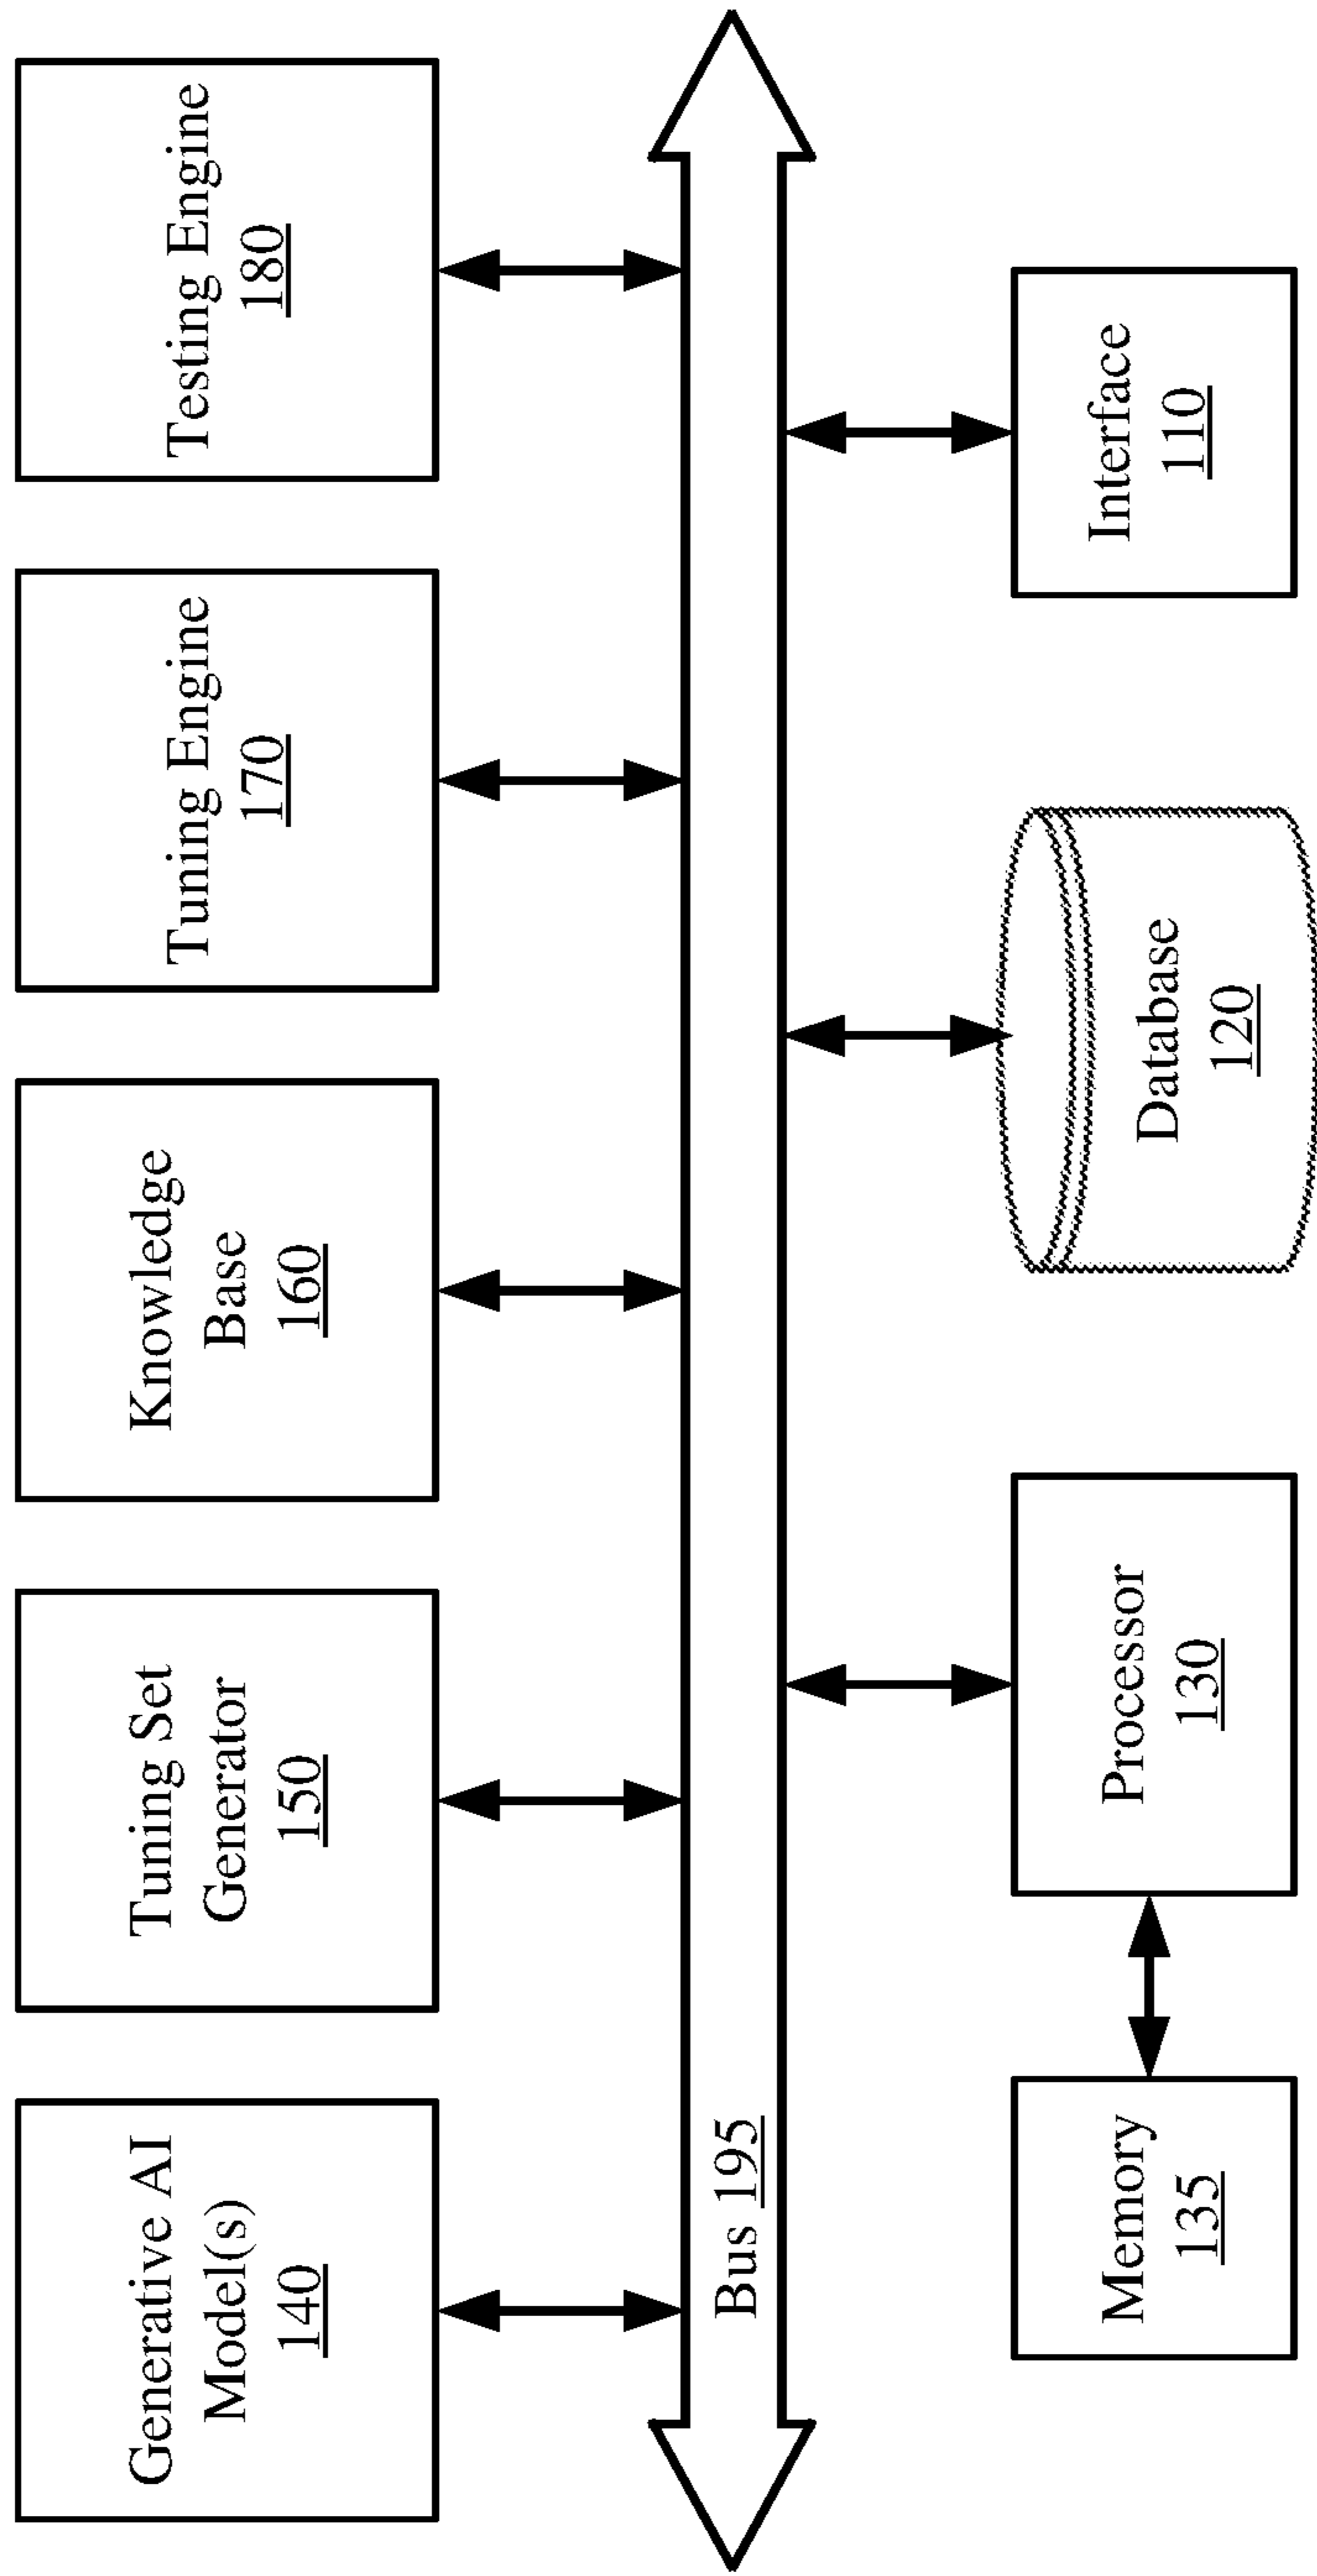 Generative AI
Model(s)
140
Tuning Set
Generator
150
Knowledge
Base
160
Tuning Engine
170
Testing Engine
180
Bus 195
Memory
135
Processor
130
Database
120
Interface
110